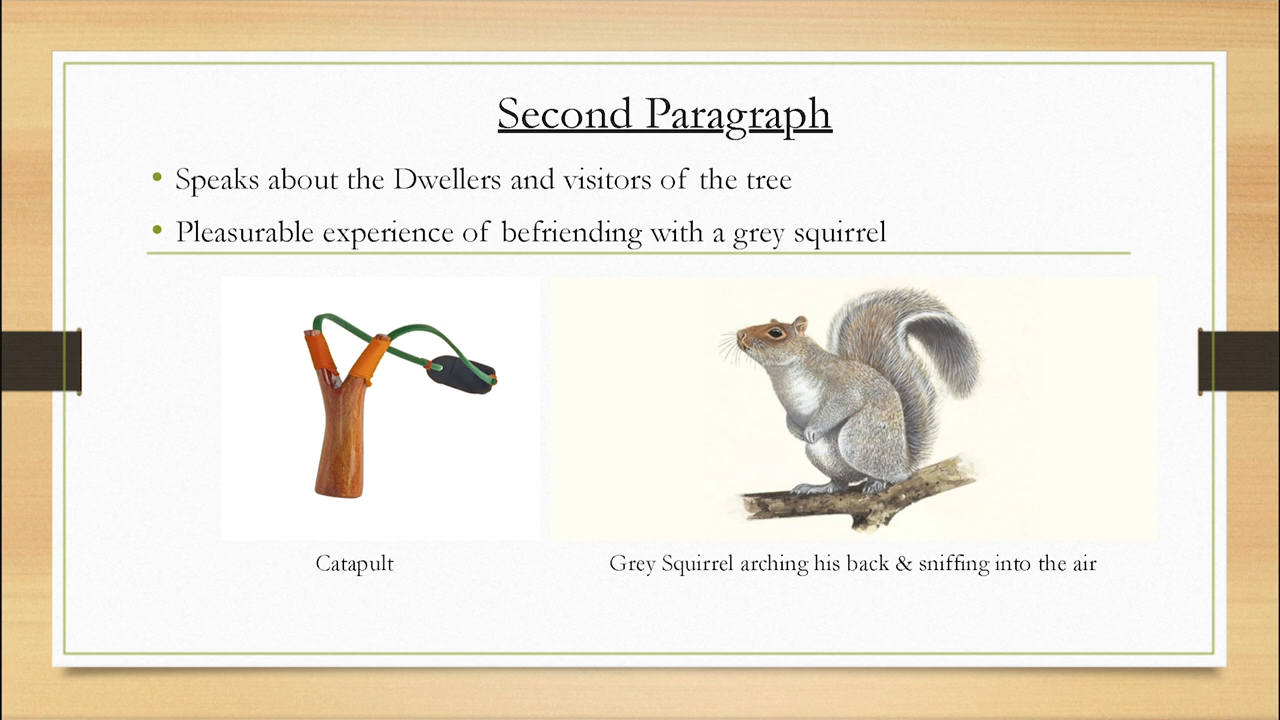 Second Paragraph
• Speaks about the Dwellers and visitors of the tree
• Pleasurable experience of befriending with a grey squirrel
Catapult
Grey Squirrel arching his back & sniffing into the air